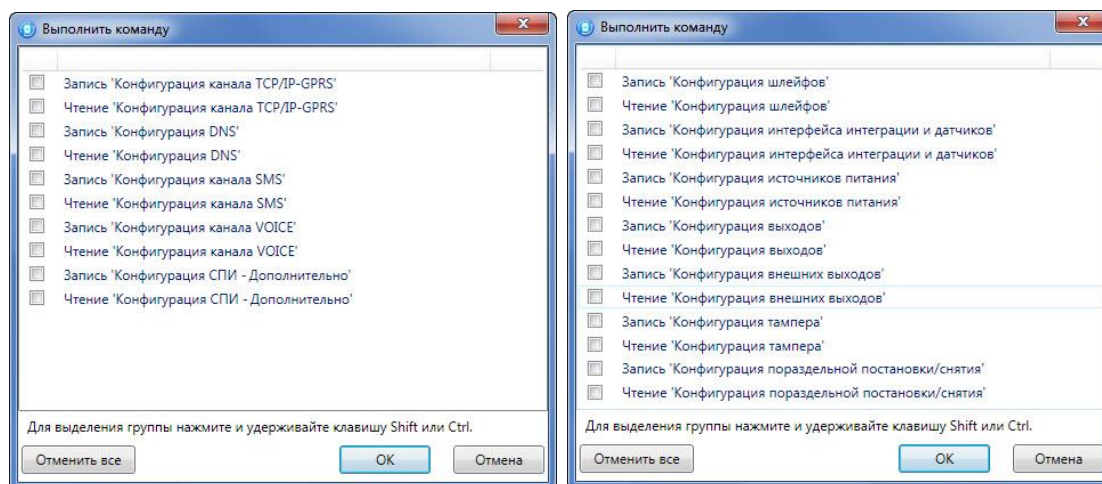 Выполнить команду
Запись 'Конфигурация канала TCP/IP-GPRS'
Чтение 'Конфигурация канала TCP/IP-GPRS'
Запись 'Конфигурация DNS'
Чтение 'Конфигурация DNS'
Запись 'Конфигурация канала SMS'
Чтение 'Конфигурация канала SMS'
Запись 'Конфигурация канала VOICE'
Чтение 'Конфигурация канала VOICE'
Запись 'Конфигурация СПИ - Дополнительно'
Чтение 'Конфигурация СПИ - Дополнительно'
Для выделения группы нажмите и удерживайте клавишу Shift или Ctrl.
Отменить все
OK
Отмена
Выполнить команду
Запись 'Конфигурация шлейфов'
Чтение 'Конфигурация шлейфов'
Запись 'Конфигурация интерфейса интеграции и датчиков'
Чтение 'Конфигурация интерфейса интеграции и датчиков'
Запись 'Конфигурация источников питания'
Чтение 'Конфигурация источников питания'
Запись 'Конфигурация выходов'
Чтение 'Конфигурация выходов'
Запись 'Конфигурация внешних выходов'
Чтение 'Конфигурация внешних выходов'
Запись 'Конфигурация тампера'
Чтение 'Конфигурация тампера'
Запись 'Конфигурация пораздельной постановки/снятия'
Чтение 'Конфигурация пораздельной постановки/снятия'
Для выделения группы нажмите и удерживайте клавишу Shift или Ctrl.
Отменить все
OK
Отмена